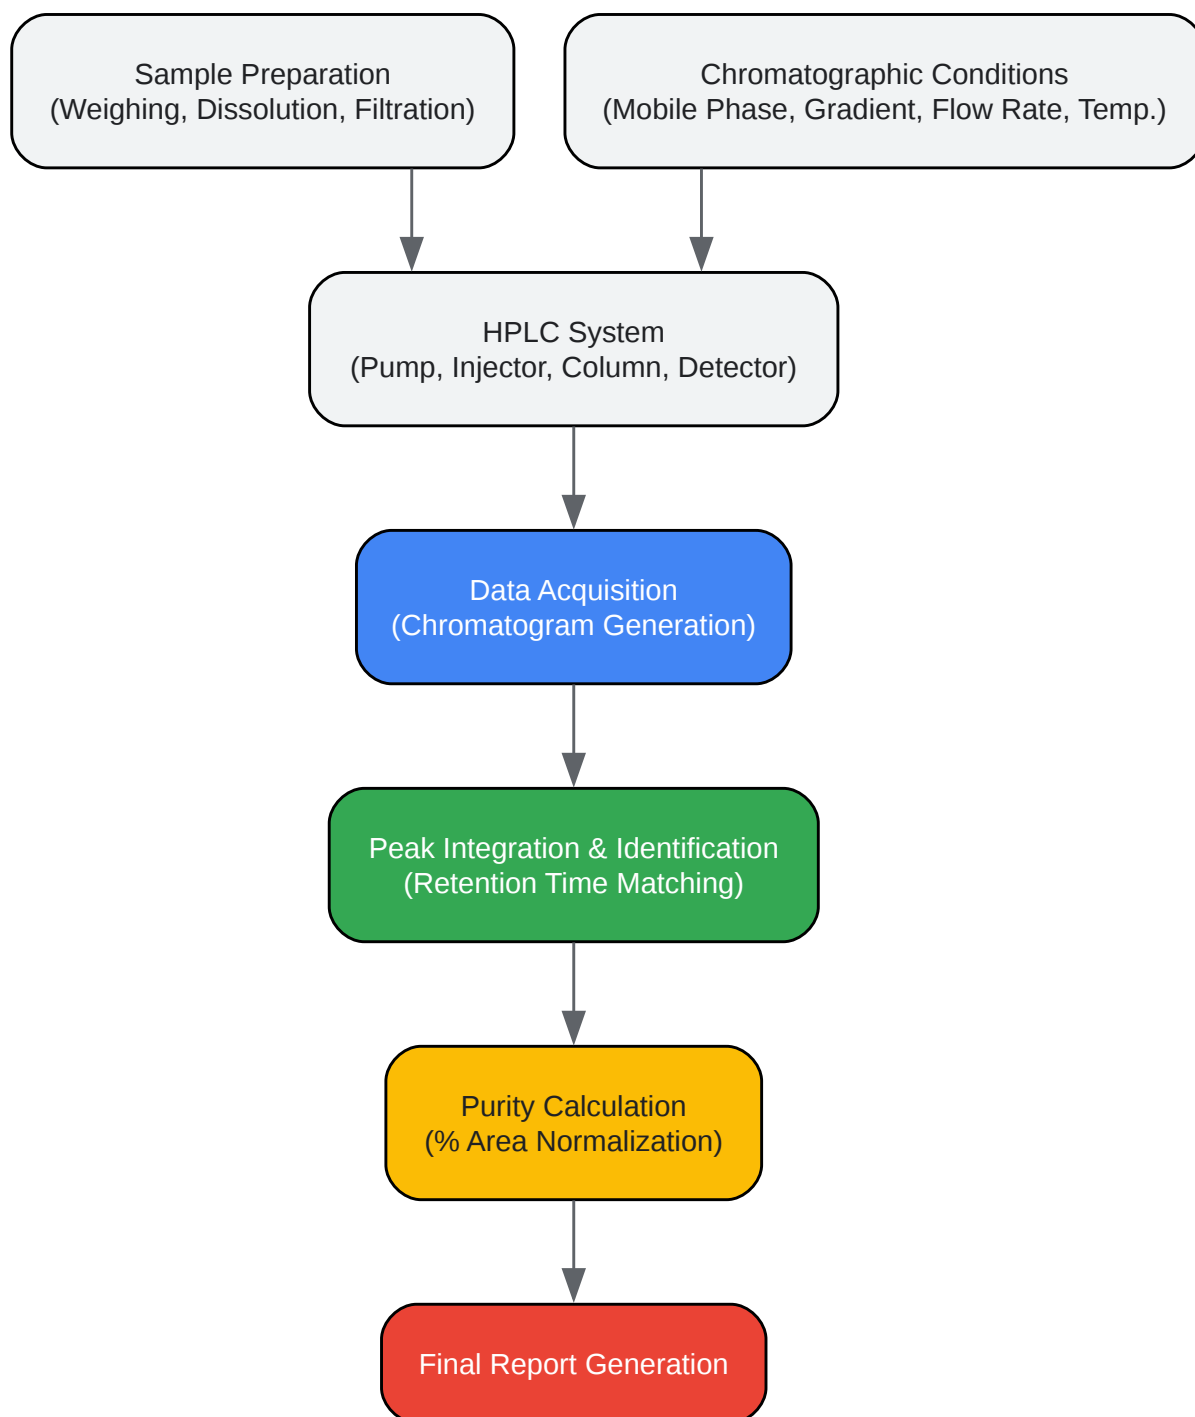 Sample Preparation
(Weighing, Dissolution, Filtration)
Chromatographic Conditions
(Mobile Phase, Gradient, Flow Rate, Temp.)
HPLC System
(Pump, Injector, Column, Detector)
Data Acquisition
(Chromatogram Generation)
Peak Integration & Identification
(Retention Time Matching)
Purity Calculation
(% Area Normalization)
Final Report Generation